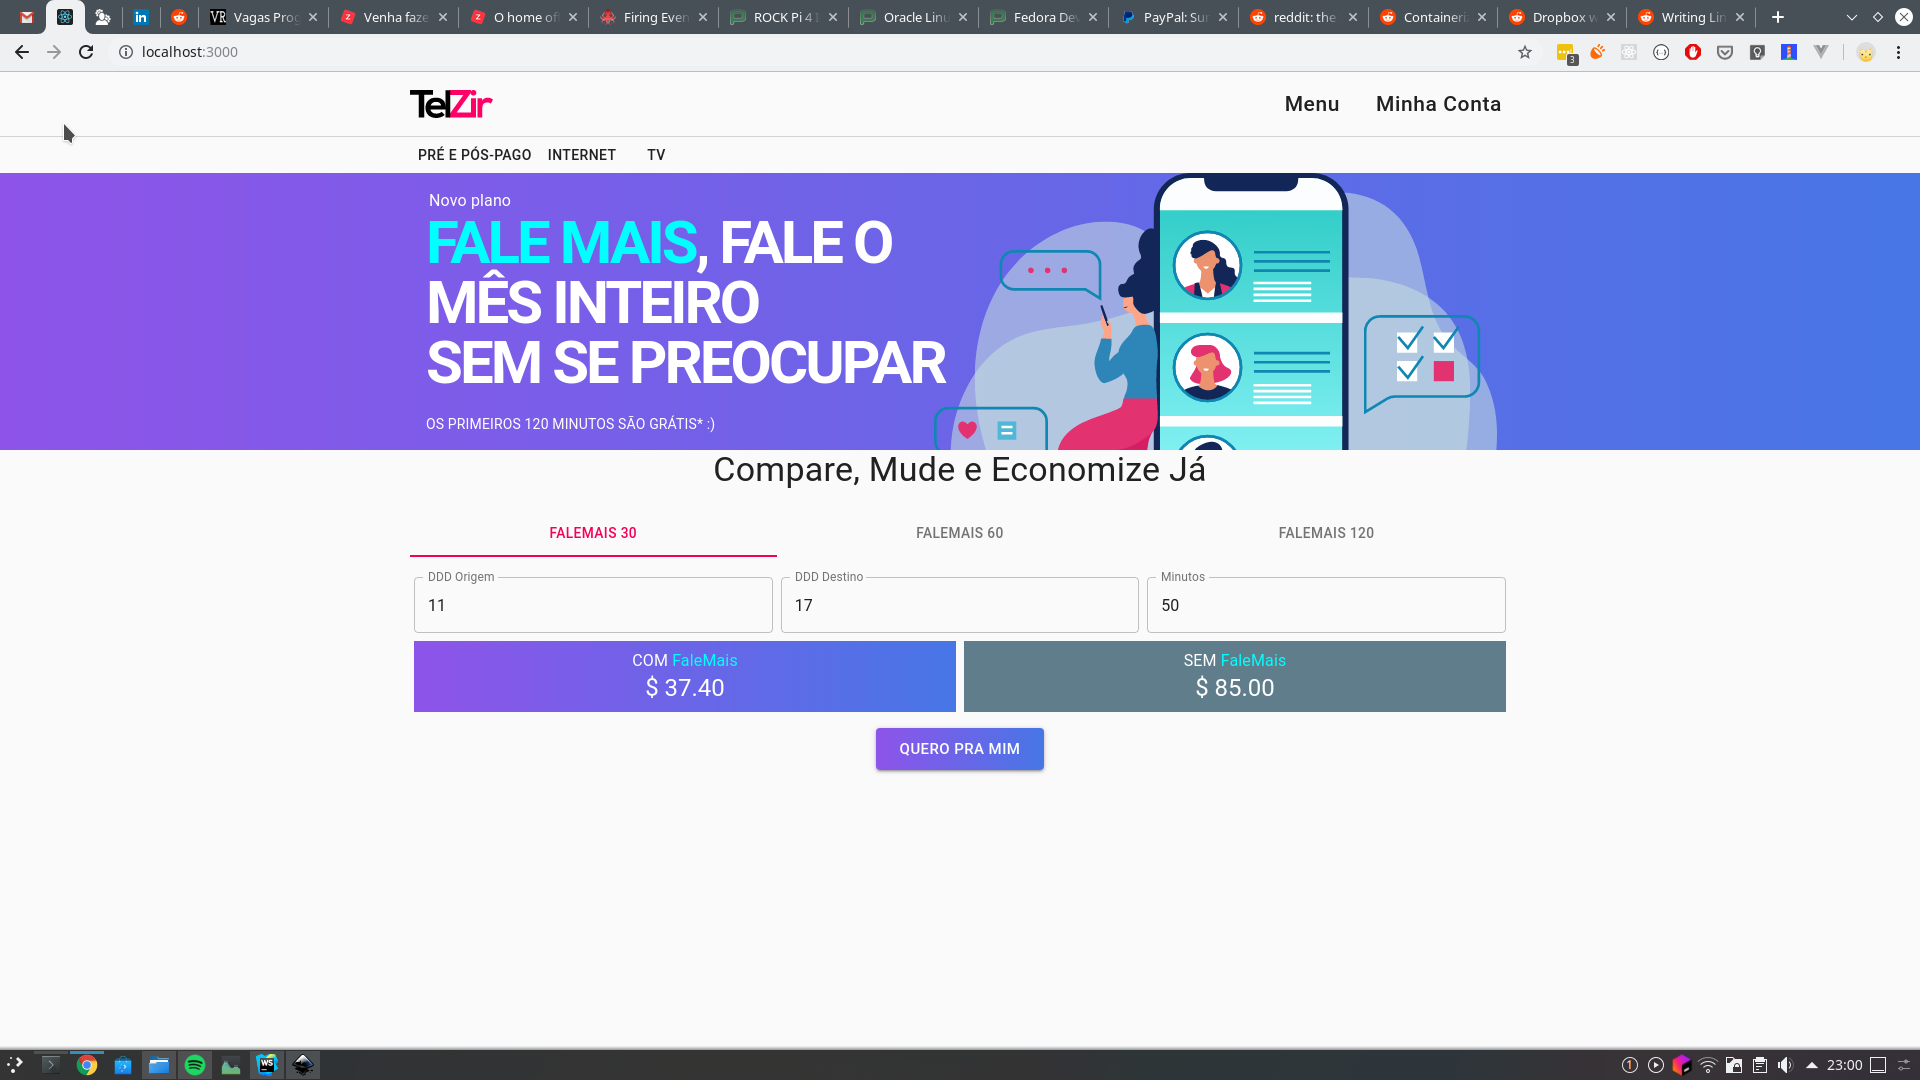 VR Vagas Prog
Venha faze
O home of
Firing Even
ROCK Pi 4
Oracle Linu
Fedora De
PayPal: Sur
reddit: the
Containeri
Dropbox w
Writing Lin
localhost:3000
3
TelZir
Menu
Minha Conta
PRÉ E PÓS-PAGO
INTERNET
TV
Novo plano
FALE MAIS, FALE O
MÊS INTEIRO
SEM SE PREOCUPAR
OS PRIMEIROS 120 MINUTOS SÃO GRÁTIS* :)
Compare, Mude e Economize Já
FALEMAIS 30
FALEMAIS 60
FALEMAIS 120
DDD Origem
11
DDD Destino
17
Minutos
50
COM FaleMais
$ 37.40
SEM FaleMais
$ 85.00
QUERO PRA MIM
WS
23:00